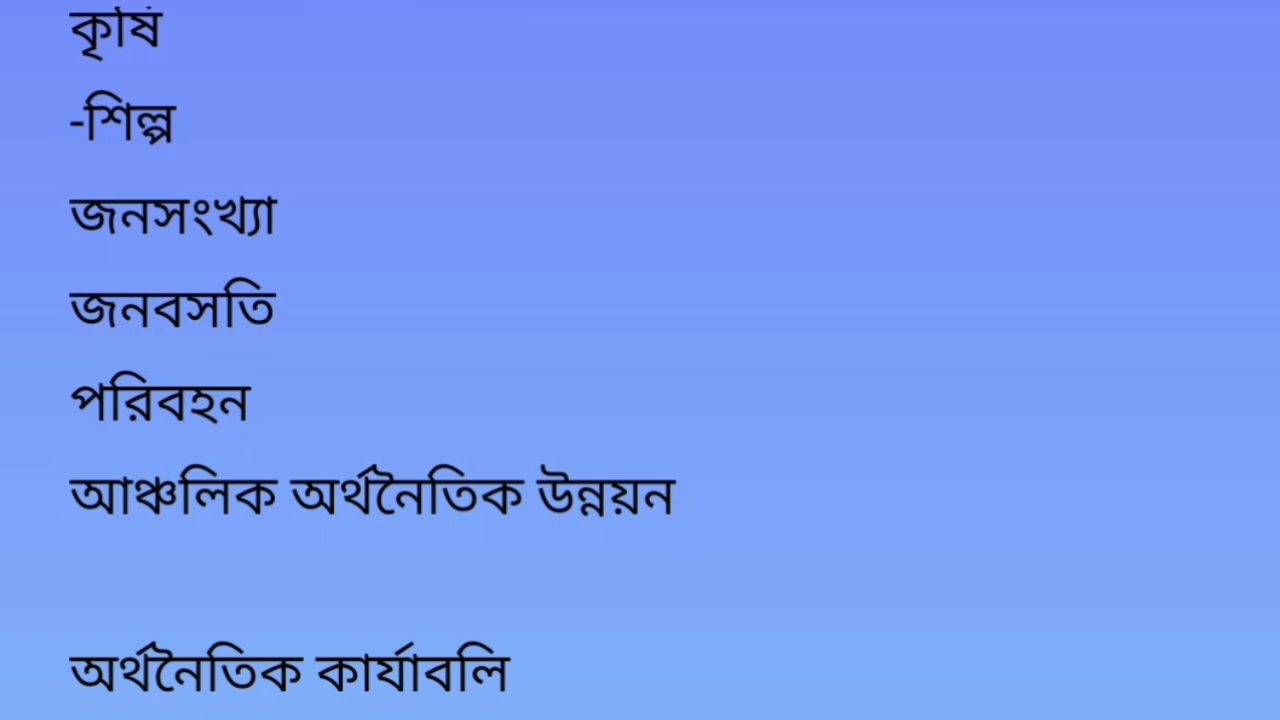 কৃষি
-শিল্প
জনসংখ্যা
জনবসতি
পরিবহন
আঞ্চলিক অর্থনৈতিক উন্নয়ন
অর্থনৈতিক কার্যাবলি